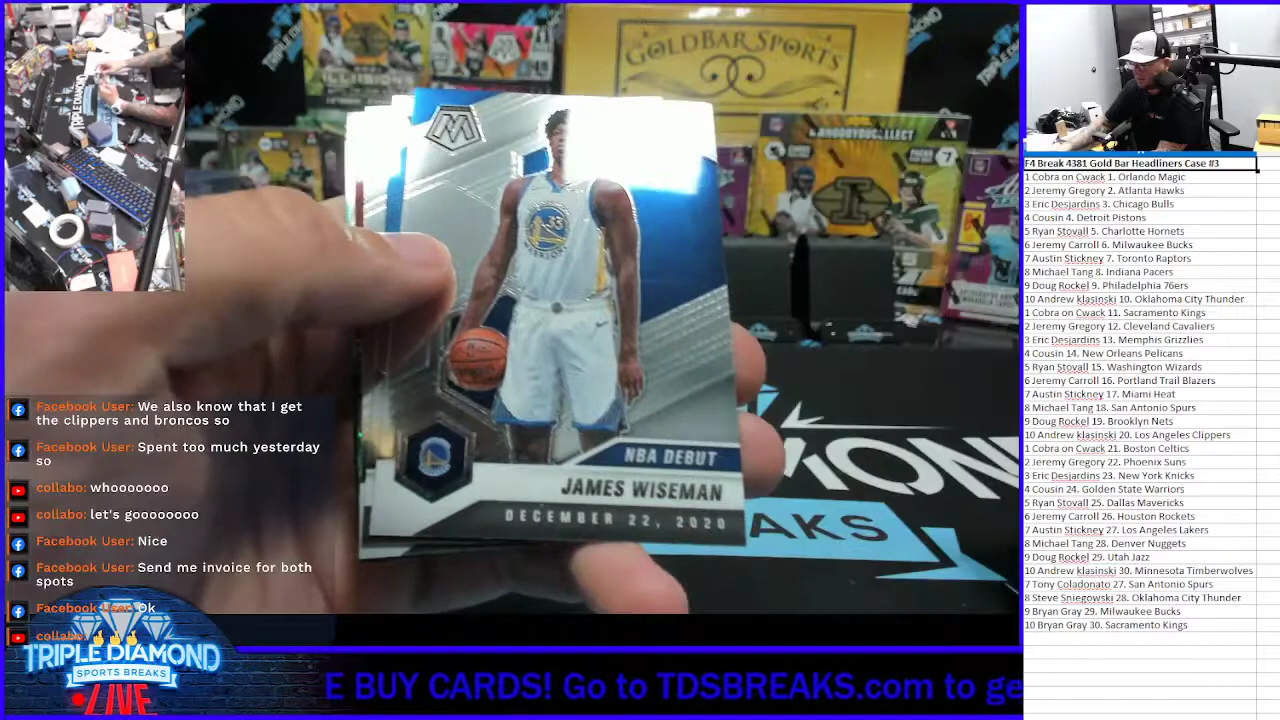 GOLDBAR SPORTS
TRIPLE DIAMOND
WARRIORS
33
NBA DEBUT
JAMES WISEMAN
DECEMBER 22, 2020
AKS
Facebook User: We also know that I get
the clippers and broncos so
Facebook User: Spent too much yesterday
so
collabo: whooooooo
collabo: let's goooooooo
Facebook User: Nice
Facebook User: Send me invoice for both
spots
Facebook User: Ok
collabo:
TRIPLE DIAMOND
SPORTS BREAKS
LIVE
E BUY CARDS! Go to TDSBREAKS.com to ge
F4 Break 4381 Gold Bar Headliners Case #3
1 Cobra on Cwack 1. Orlando Magic
2 Jeremy Gregory 2. Atlanta Hawks
3 Eric Desjardins 3. Chicago Bulls
4 Cousin 4. Detroit Pistons
5 Ryan Stovall 5. Charlotte Hornets
6 Jeremy Carroll 6. Milwaukee Bucks
7 Austin Stickney 7. Toronto Raptors
8 Michael Tang 8. Indiana Pacers
9 Doug Rockel 9. Philadelphia 76ers
10 Andrew klasinski 10. Oklahoma City Thunder
1 Cobra on Cwack 11. Sacramento Kings
2 Jeremy Gregory 12. Cleveland Cavaliers
3 Eric Desjardins 13. Memphis Grizzlies
4 Cousin 14. New Orleans Pelicans
5 Ryan Stovall 15. Washington Wizards
6 Jeremy Carroll 16. Portland Trail Blazers
7 Austin Stickney 17. Miami Heat
8 Michael Tang 18. San Antonio Spurs
9 Doug Rockel 19. Brooklyn Nets
10 Andrew klasinski 20. Los Angeles Clippers
1 Cobra on Cwack 21. Boston Celtics
2 Jeremy Gregory 22. Phoenix Suns
3 Eric Desjardins 23. New York Knicks
4 Cousin 24. Golden State Warriors
5 Ryan Stovall 25. Dallas Mavericks
6 Jeremy Carroll 26. Houston Rockets
7 Austin Stickney 27. Los Angeles Lakers
8 Michael Tang 28. Denver Nuggets
9 Doug Rockel 29. Utah Jazz
10 Andrew klasinski 30. Minnesota Timberwolves
7 Tony Coladonato 27. San Antonio Spurs
8 Steve Sniegowski 28. Oklahoma City Thunder
9 Bryan Gray 29. Milwaukee Bucks
10 Bryan Gray 30. Sacramento Kings